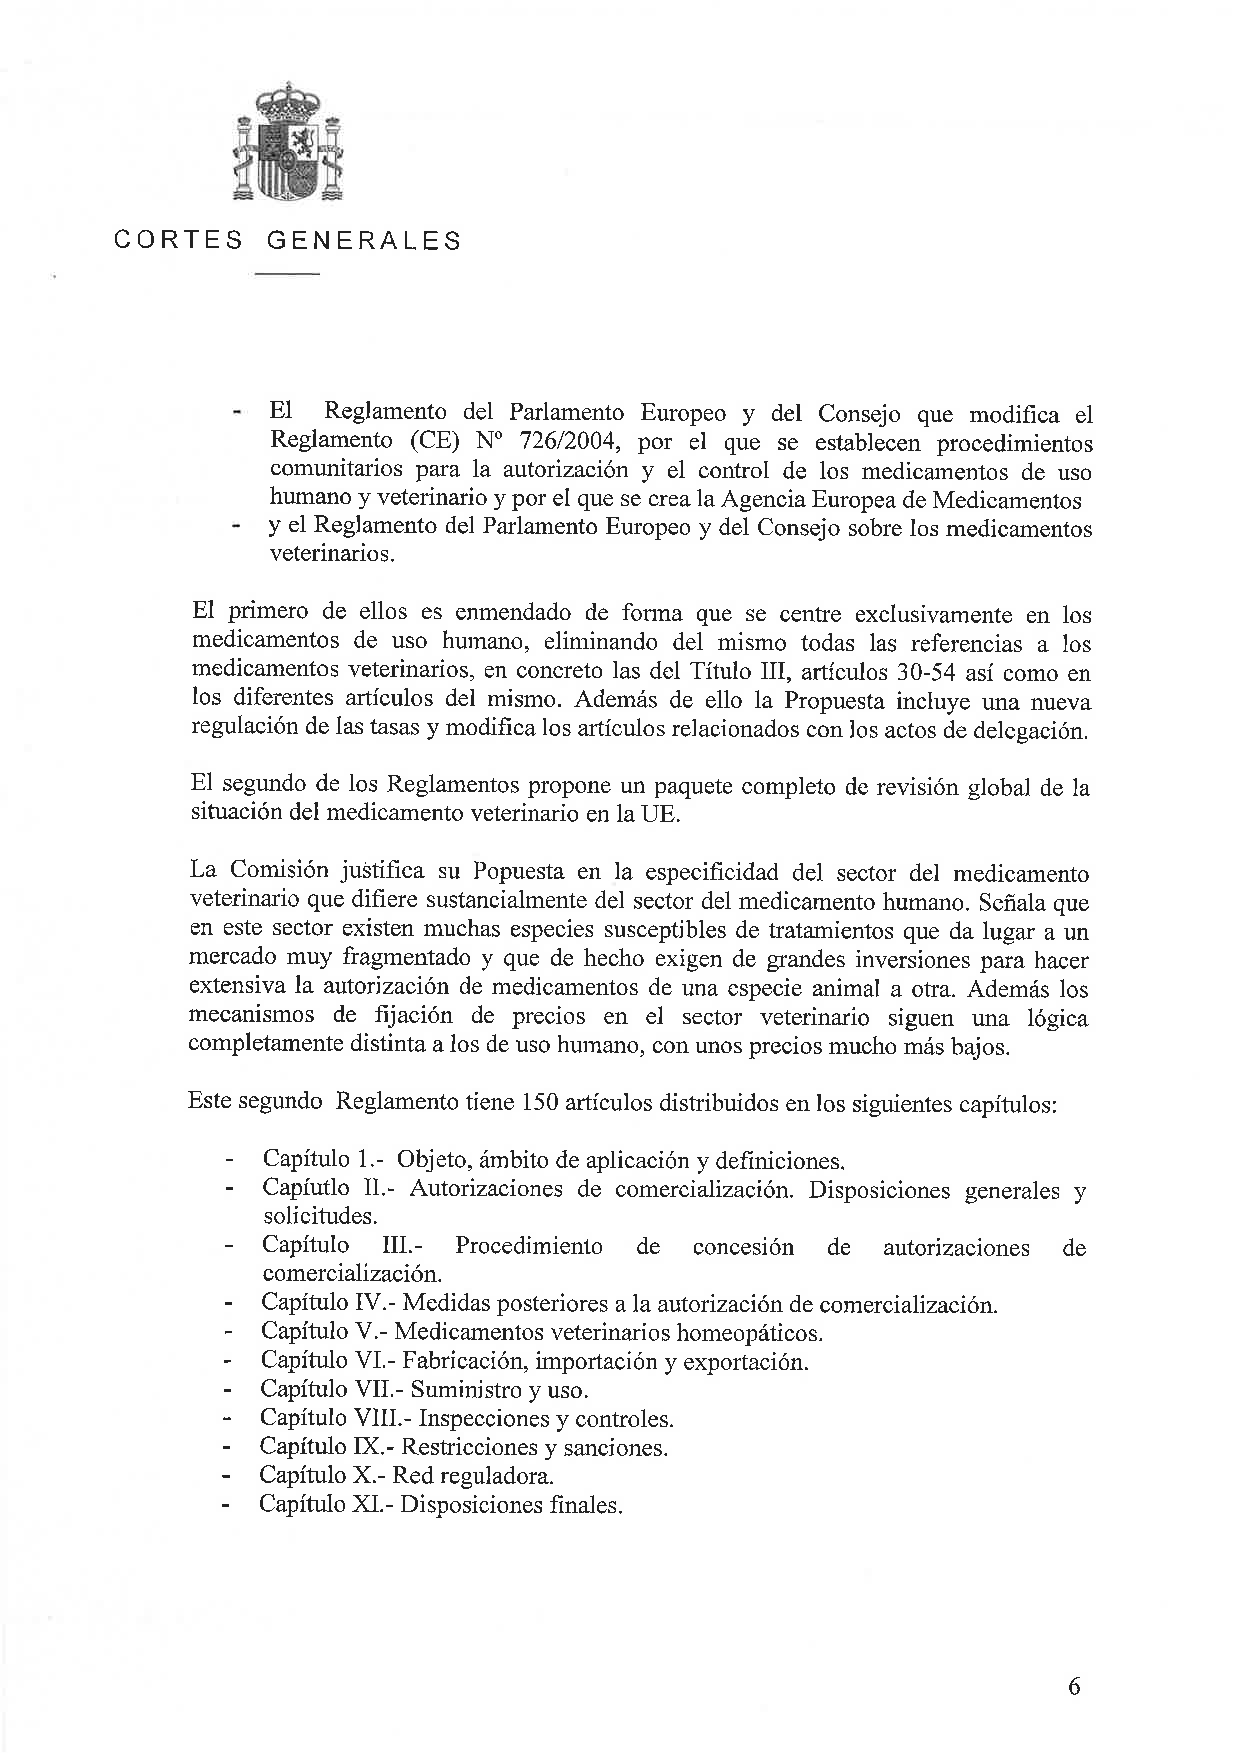 CORTES GENERALES
- El Reglamento del Parlamento Europeo y del Consejo que modifica el
Reglamento (CE) Nº 726/2004, por el que se establecen procedimientos
comunitarios para la autorización y el control de los medicamentos de uso
humano y veterinario y por el que se crea la Agencia Europea de Medicamentos
- y el Reglamento del Parlamento Europeo y del Consejo sobre los medicamentos
veterinarios.
El primero de ellos es enmendado de forma que se centre exclusivamente en los
medicamentos de uso humano, eliminando del mismo todas las referencias a los
medicamentos veterinarios, en concreto las del Título III, artículos 30-54 así como en
los diferentes artículos del mismo. Además de ello la Propuesta incluye una nueva
regulación de las tasas y modifica los artículos relacionados con los actos de delegación.
El segundo de los Reglamentos propone un paquete completo de revisión global de la
situación del medicamento veterinario en la UE.
La Comisión justifica su Popuesta en la especificidad del sector del medicamento
veterinario que difiere sustancialmente del sector del medicamento humano. Señala que
en este sector existen muchas especies susceptibles de tratamientos que da lugar a un
mercado muy fragmentado y que de hecho exigen de grandes inversiones para hacer
extensiva la autorización de medicamentos de una especie animal a otra. Además los
mecanismos de fijación de precios en el sector veterinario siguen una lógica
completamente distinta a los de uso humano, con unos precios mucho más bajos.
Este segundo Reglamento tiene 150 artículos distribuidos en los siguientes capítulos:
- Capítulo 1.- Objeto, ámbito de aplicación y definiciones.
- Capíutlo II.- Autorizaciones de comercialización. Disposiciones generales y
solicitudes.
- Capítulo III.- Procedimiento de concesión de autorizaciones de
comercialización.
- Capítulo IV.- Medidas posteriores a la autorización de comercialización.
- Capítulo V.- Medicamentos veterinarios homeopáticos.
- Capítulo VI.- Fabricación, importación y exportación.
- Capítulo VII.- Suministro y uso.
- Capítulo VIII.- Inspecciones y controles.
- Capítulo IX.- Restricciones y sanciones.
- Capítulo X.- Red reguladora.
- Capítulo XI.- Disposiciones finales.
6